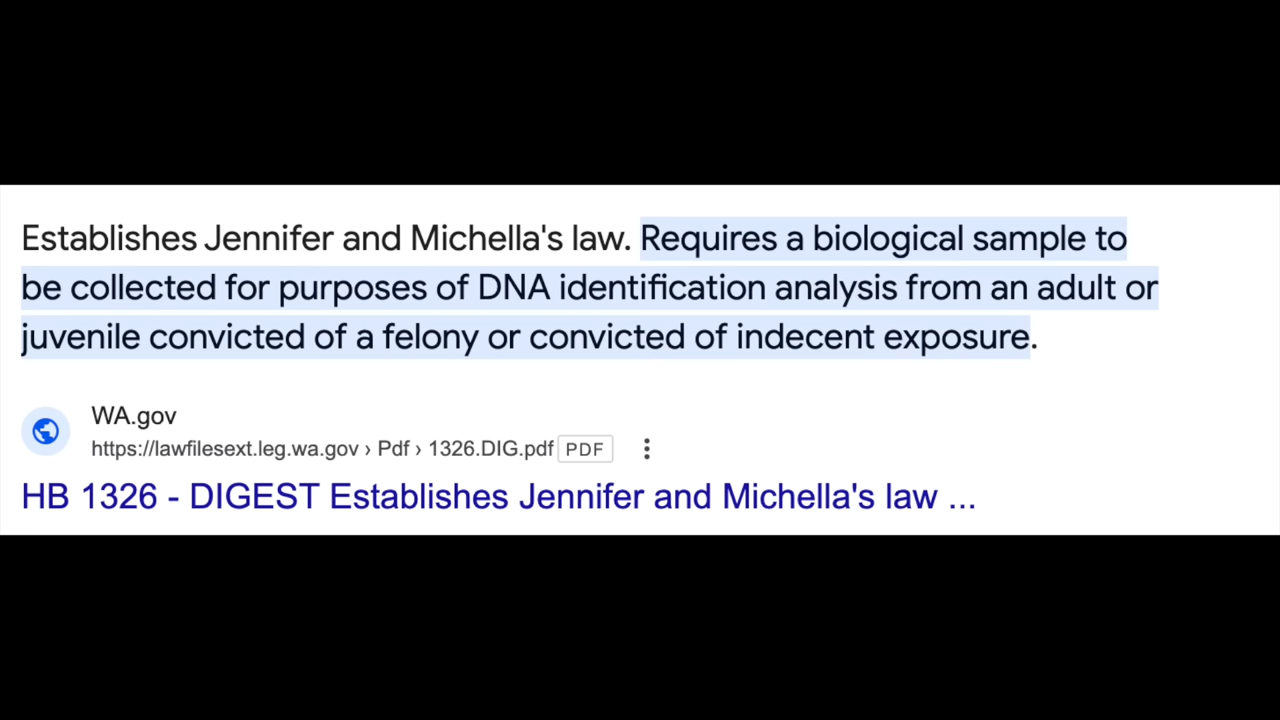 Establishes Jennifer and Michella's law. Requires a biological sample to
be collected for purposes of DNA identification analysis from an adult or
juvenile convicted of a felony or convicted of indecent exposure.
WA.gov
https://lawfilesext.leg.wa.gov › Pdf › 1326.DIG.pdf PDF
HB 1326 - DIGEST Establishes Jennifer and Michella's law ...